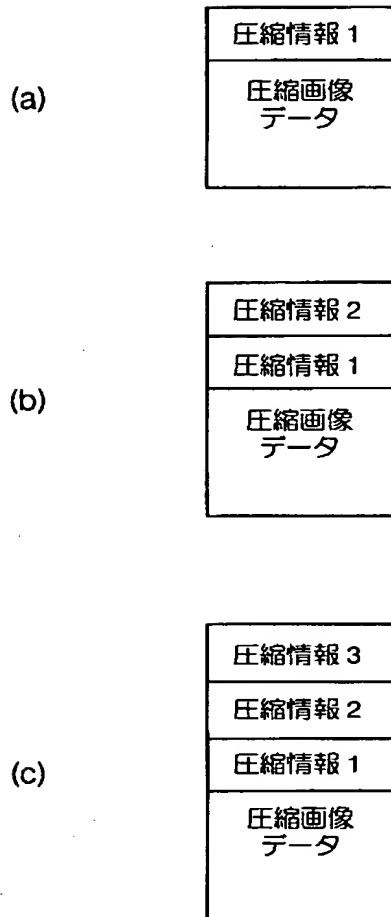 圧縮情報 1
(a)
圧縮画像
データ
圧縮情報 2
圧縮情報 1
(b)
圧縮画像
データ
圧縮情報 3
圧縮情報 2
圧縮情報 1
(c)
圧縮画像
データ